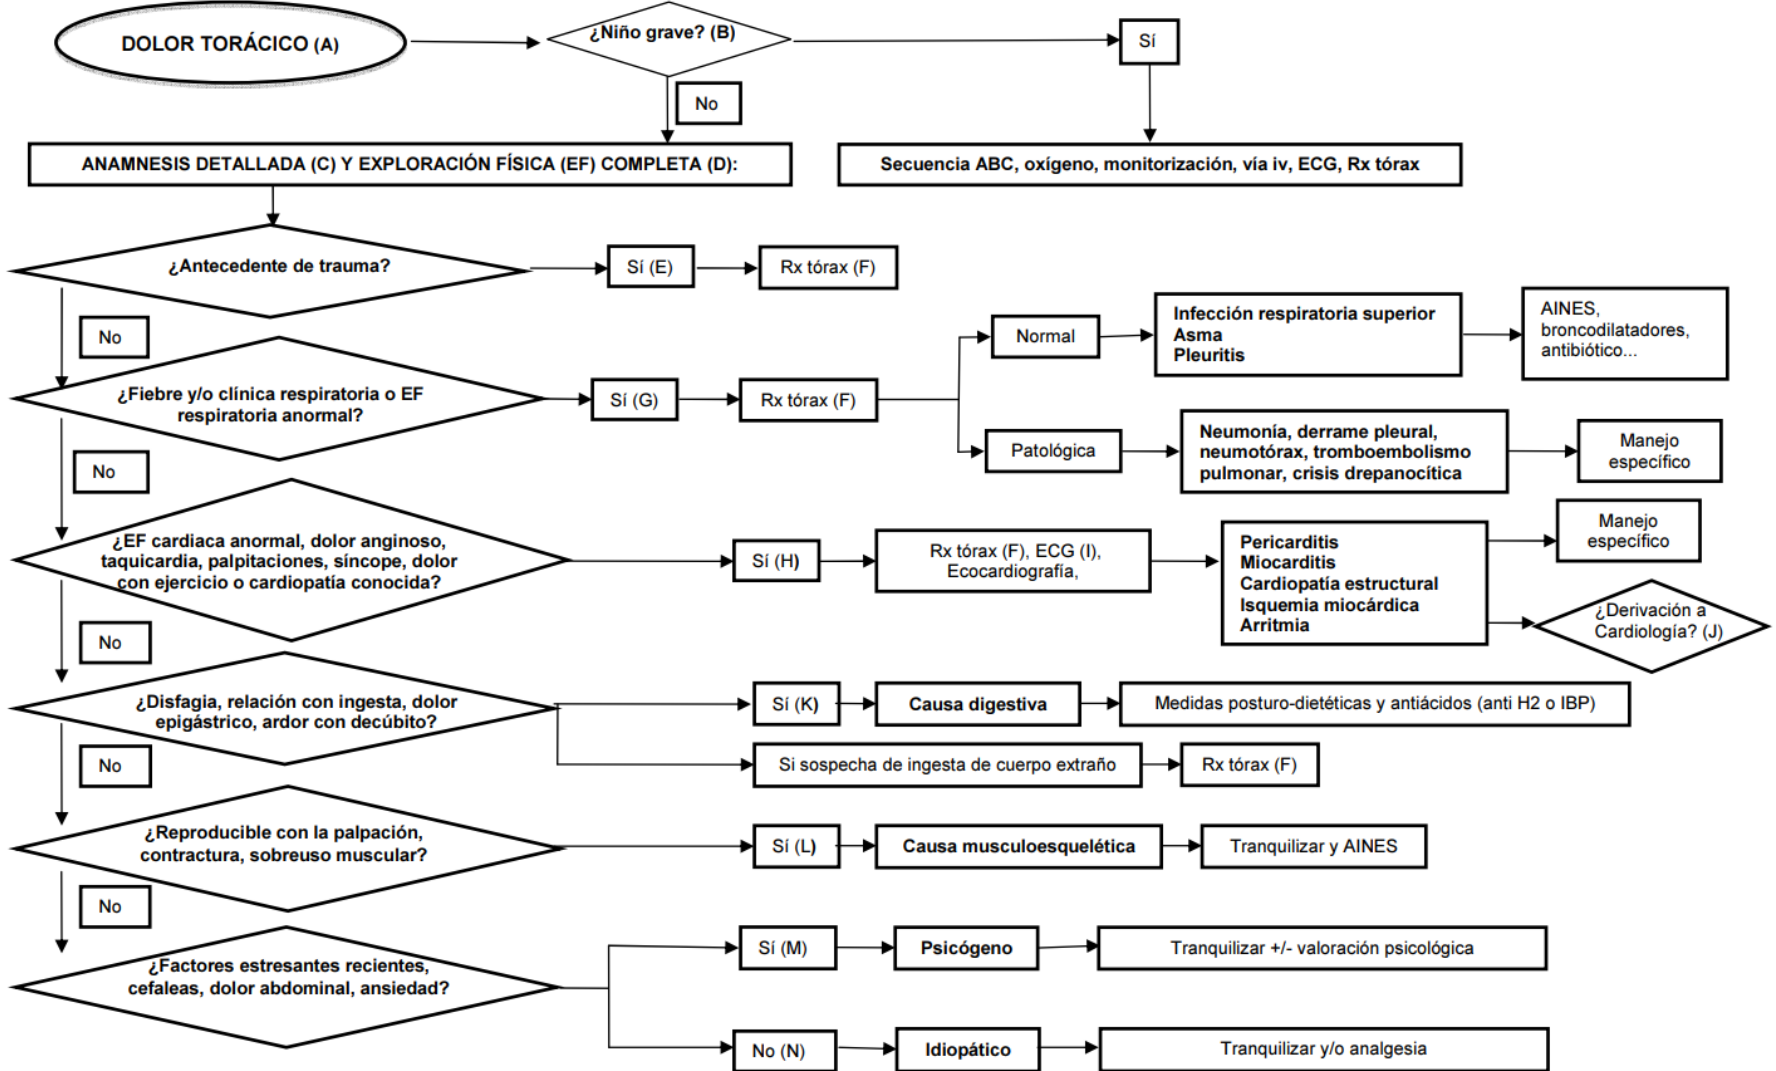 DOLOR TORÁCICO (A)
¿Niño grave? (B)
Sí
No
ANAMNESIS DETALLADA (C) Y EXPLORACIÓN FÍSICA (EF) COMPLETA (D):
Secuencia ABC, oxígeno, monitorización, vía iv, ECG, Rx tórax
¿Antecedente de trauma?
Sí (E)
Rx tórax (F)
No
¿Fiebre y/o clínica respiratoria o EF
respiratoria anormal?
Sí (G)
Rx tórax (F)
Normal
Infección respiratoria superior
Asma
Pleuritis
AINES,
broncodilatadores,
antibiótico...
Patológica
Neumonía, derrame pleural,
neumotórax, tromboembolismo
pulmonar, crisis drepanocítica
Manejo
específico
No
¿EF cardiaca anormal, dolor anginoso,
taquicardia, palpitaciones, síncope, dolor
con ejercicio o cardiopatía conocida?
Sí (H)
Rx tórax (F), ECG (I),
Ecocardiografía,
Pericarditis
Miocarditis
Cardiopatía estructural
Isquemia miocárdica
Arritmia
Manejo
específico
¿Derivación a
Cardiología? (J)
No
¿Disfagia, relación con ingesta, dolor
epigástrico, ardor con decúbito?
Sí (K)
Causa digestiva
Medidas posturo-dietéticas y antiácidos (anti H2 o IBP)
Si sospecha de ingesta de cuerpo extraño
Rx tórax (F)
No
¿Reproducible con la palpación,
contractura, sobreuso muscular?
Sí (L)
Causa musculoesquelética
Tranquilizar y AINES
No
¿Factores estresantes recientes,
cefaleas, dolor abdominal, ansiedad?
Sí (M)
Psicógeno
Tranquilizar +/- valoración psicológica
No (N)
Idiopático
Tranquilizar y/o analgesia